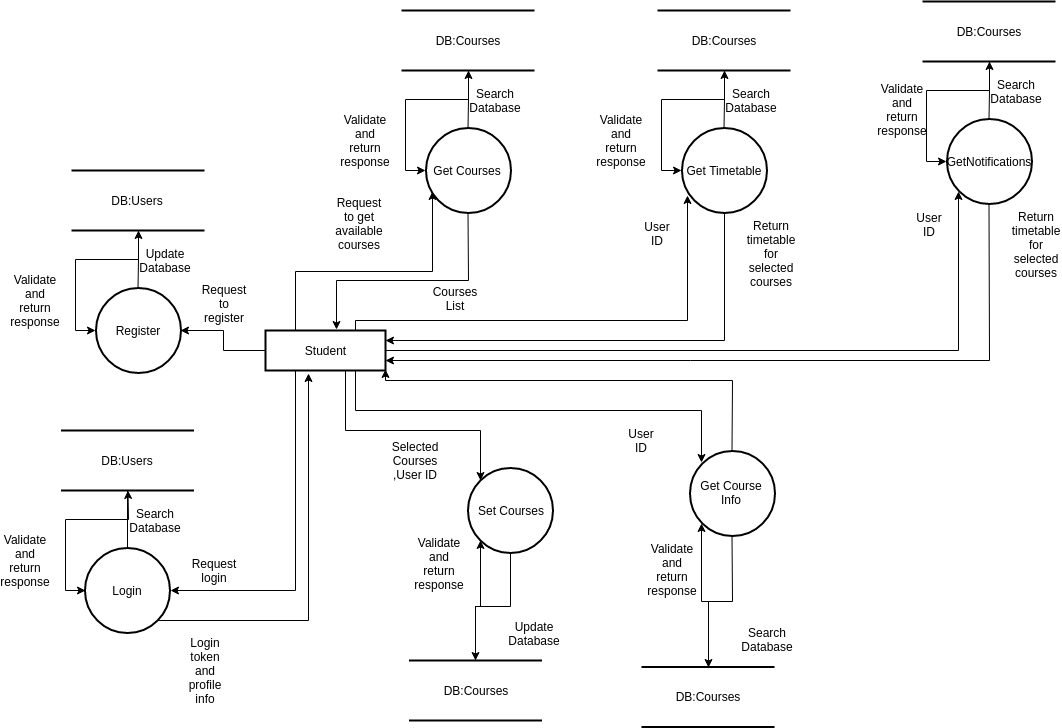 DB:Courses
Search
Database
Validate
and
return
response
Get Courses
Request
to get
available
courses
Courses
List
DB:Courses
Search
Database
Validate
and
return
response
Get Timetable
User
ID
Return
timetable
for
selected
courses
DB:Courses
Search
Database
Validate
and
return
response
GetNotifications
User
ID
Return
timetable
for
selected
courses
DB:Users
Update
Database
Validate
and
return
response
Register
Request
to
register
Student
DB:Users
Search
Database
Validate
and
return
response
Login
Request
login
Login
token
and
profile
info
Selected
Courses
,User ID
Set Courses
Validate
and
return
response
Update
Database
DB:Courses
User
ID
Get Course
Info
Validate
and
return
response
Search
Database
DB:Courses